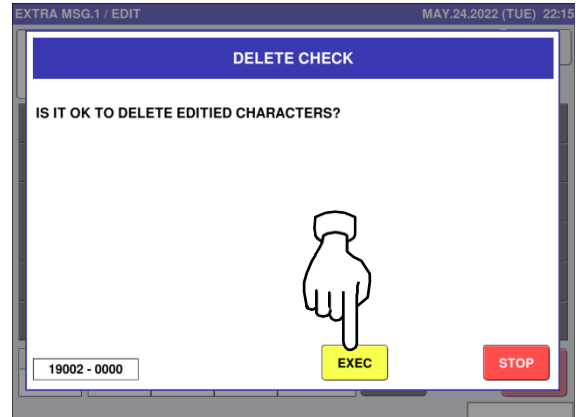 EXTRA MSG.1 / EDIT MAY.24.2022 (TUE) 22:15
DELETE CHECK
IS IT OK TO DELETE EDITIED CHARACTERS?
19002 - 0000
EXEC
STOP